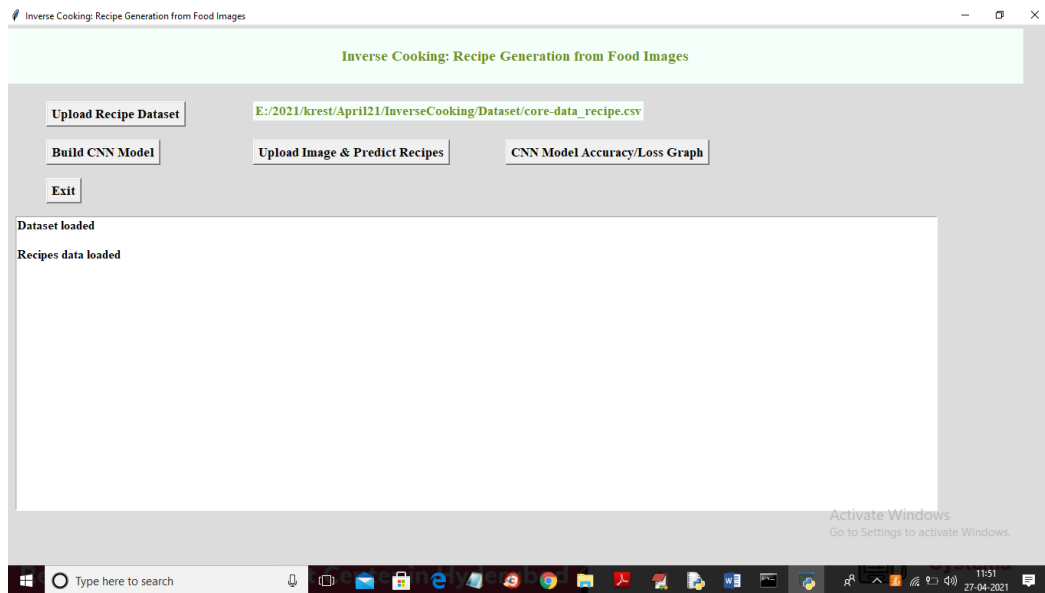 Inverse Cooking: Recipe Generation from Food Images
Inverse Cooking: Recipe Generation from Food Images
Upload Recipe Dataset
E:/2021/krest/April21/InverseCooking/Dataset/core-data_recipe.csv
Build CNN Model
Upload Image & Predict Recipes
CNN Model Accuracy/Loss Graph
Exit
Dataset loaded
Recipes data loaded
Activate Windows
Go to Settings to activate Windows.
Type here to search
11:51
27-04-2021